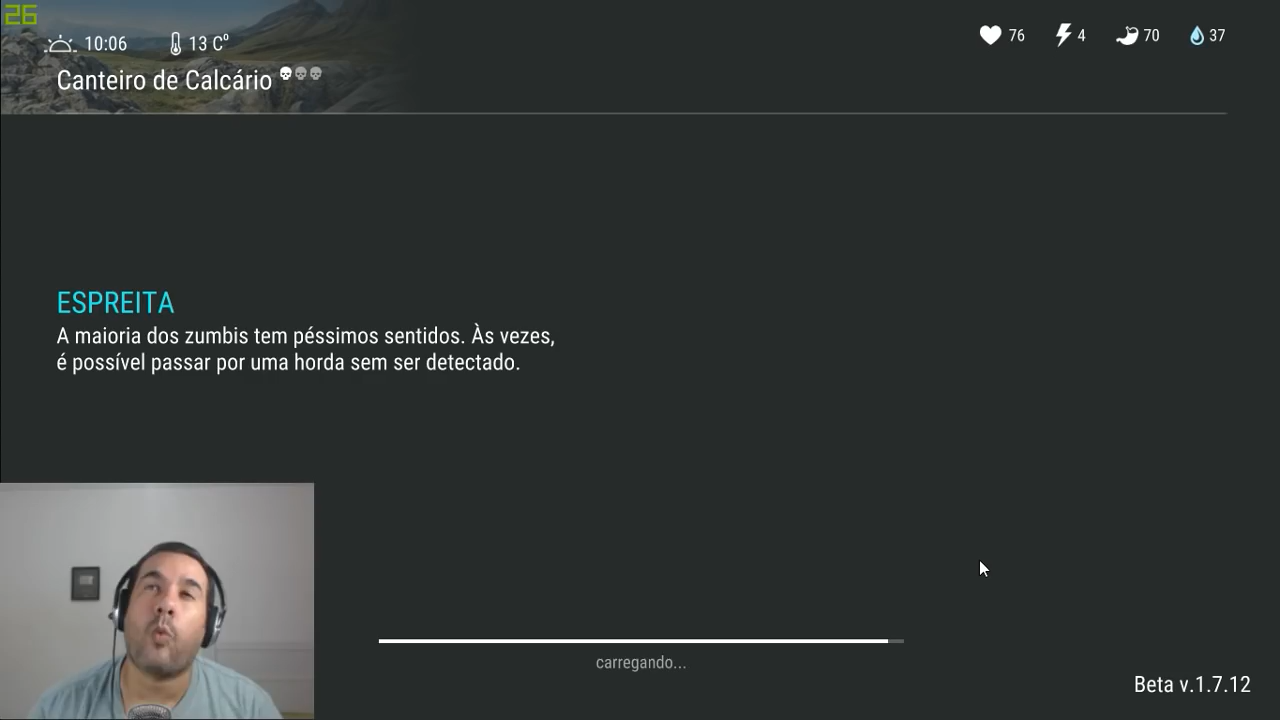 26
10:06
13 Cº
76
4
70
37
Canteiro de Calcário
ESPREITA
A maioria dos zumbis tem péssimos sentidos. Às vezes,
é possível passar por uma horda sem ser detectado.
carregando...
Beta v.1.7.12